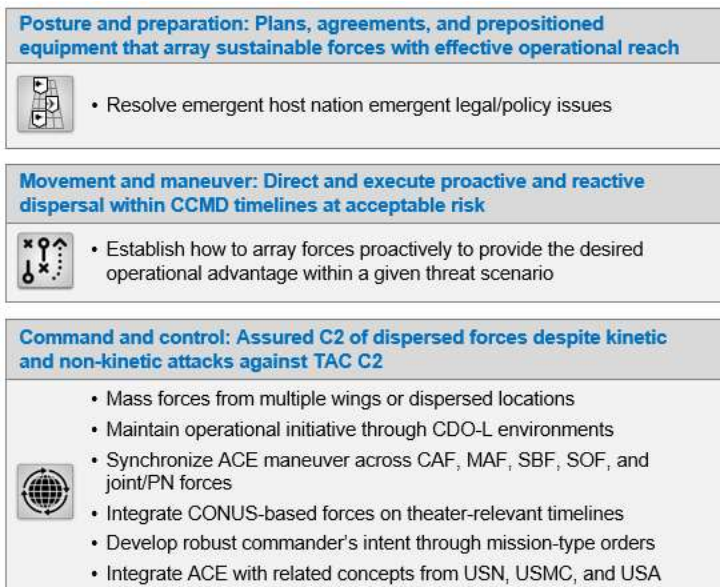 Posture and preparation: Plans, agreements, and prepositioned
equipment that array sustainable forces with effective operational reach
• Resolve emergent host nation emergent legal/policy issues
Movement and maneuver: Direct and execute proactive and reactive
dispersal within CCMD timelines at acceptable risk
• Establish how to array forces proactively to provide the desired
operational advantage within a given threat scenario
Command and control: Assured C2 of dispersed forces despite kinetic
and non-kinetic attacks against TAC C2
• Mass forces from multiple wings or dispersed locations
• Maintain operational initiative through CDO-L environments
• Synchronize ACE maneuver across CAF, MAF, SBF, SOF, and
joint/PN forces
• Integrate CONUS-based forces on theater-relevant timelines
• Develop robust commander's intent through mission-type orders
• Integrate ACE with related concepts from USN, USMC, and USA